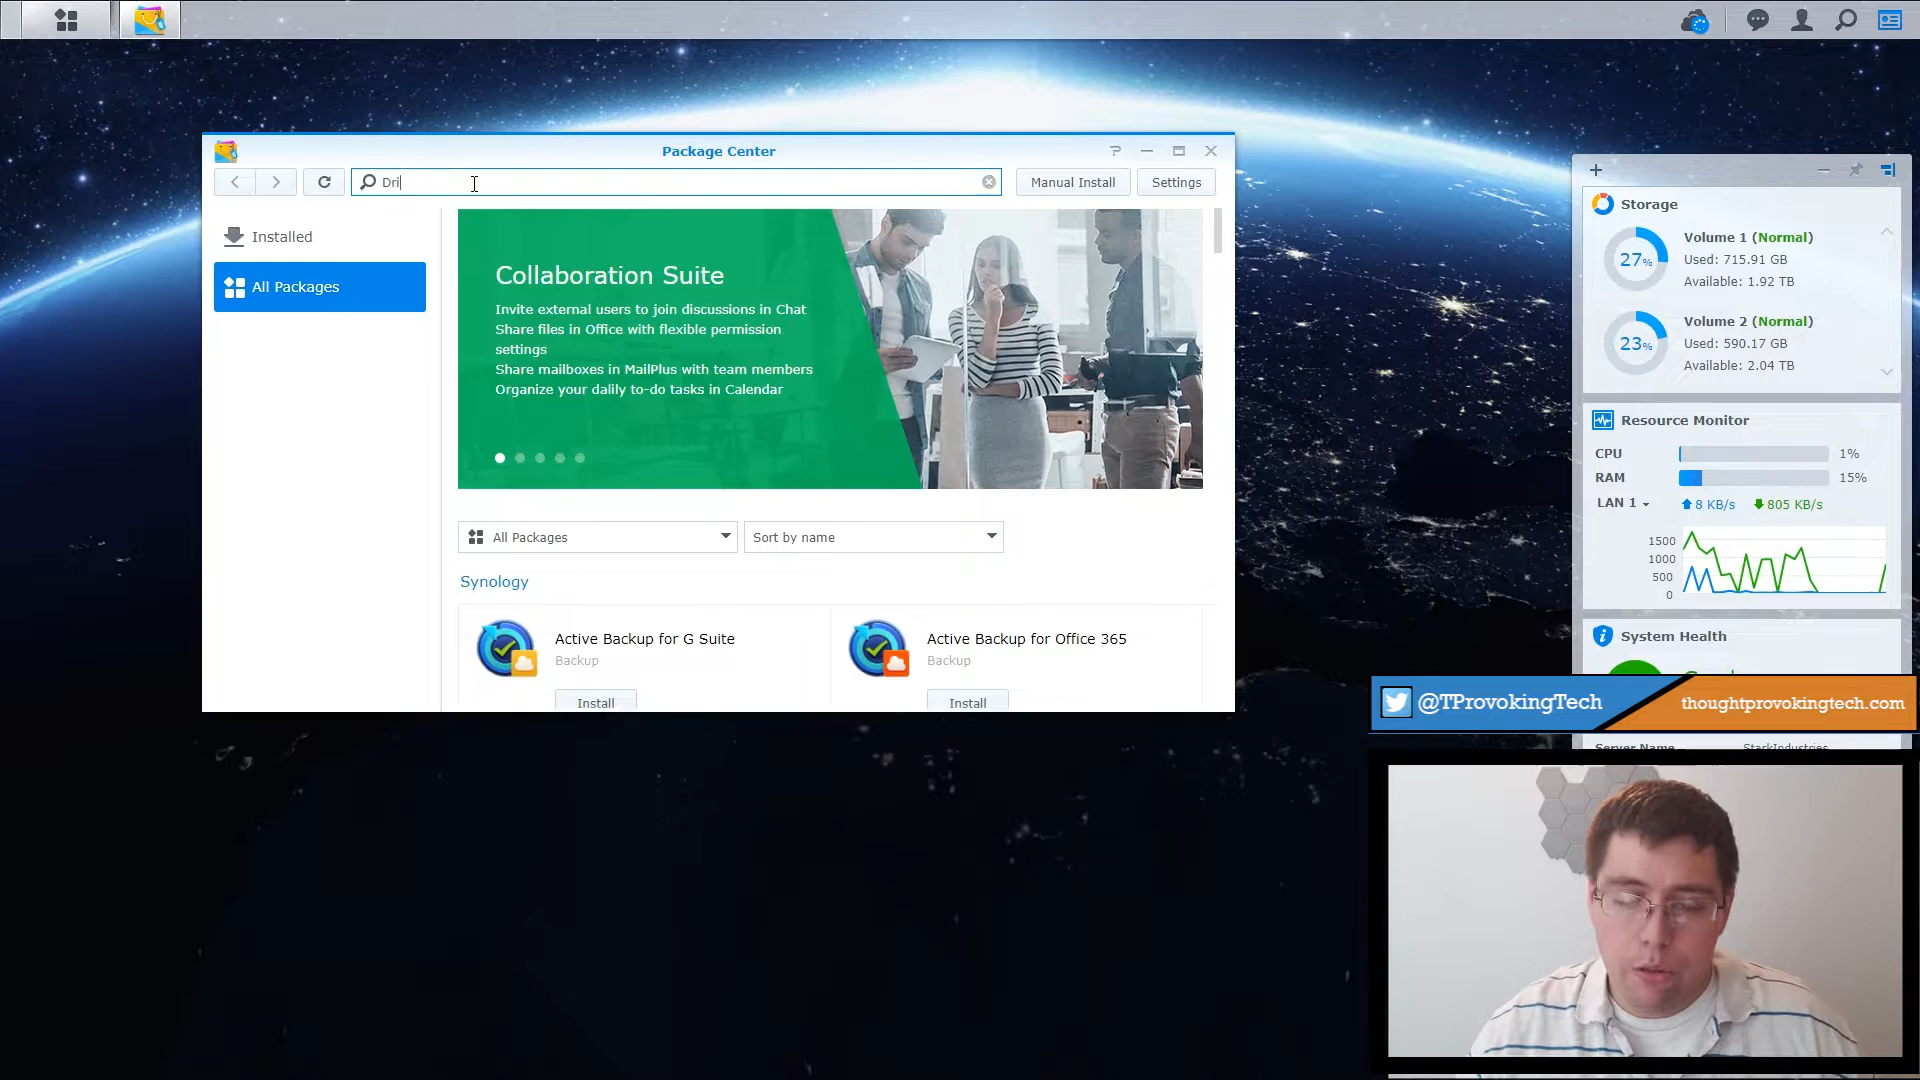 Package Center
Dri
Manual Install
Settings
Installed
All Packages
Collaboration Suite
Invite external users to join discussions in Chat
Share files in Office with flexible permission
settings
Share mailboxes in MailPlus with team members
Organize your dalily to-do tasks in Calendar
All Packages
Sort by name
Synology
Active Backup for G Suite
Backup
Install
Active Backup for Office 365
Backup
Install
Storage
27%
Volume 1 (Normal)
Used: 715.91 GB
Available: 1.92 TB
23%
Volume 2 (Normal)
Used: 590.17 GB
Available: 2.04 TB
Resource Monitor
CPU 1%
RAM 15%
LAN 1 8 KB/s 805 KB/s
1500
1000
500
0
System Health
@TProvokingTech
thoughtprovokingtech.com
Server Name StarkIndustries